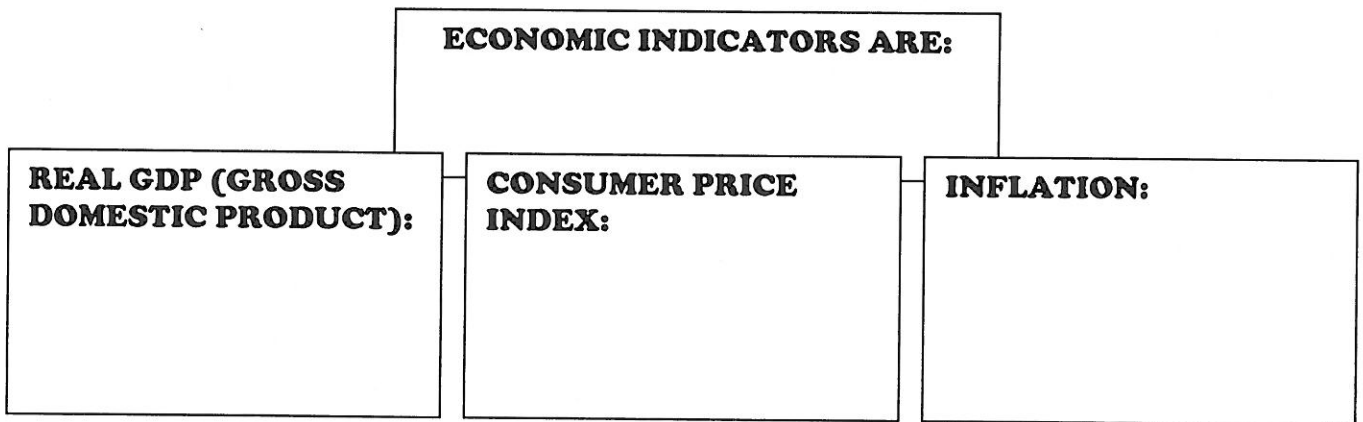 ECONOMIC INDICATORS ARE:
REAL GDP (GROSS
DOMESTIC PRODUCT):
CONSUMER PRICE
INDEX:
INFLATION: